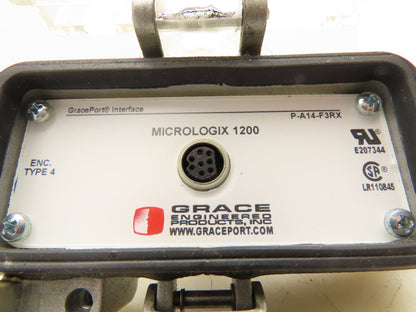 GracePort® Interface
P-A14-F3RX
MICROLOGIX 1200
ENC.
TYPE 4
E207344
LR110845
GRACE
ENGINEERED
PRODUCTS, INC
WWW.GRACEPORT.COM